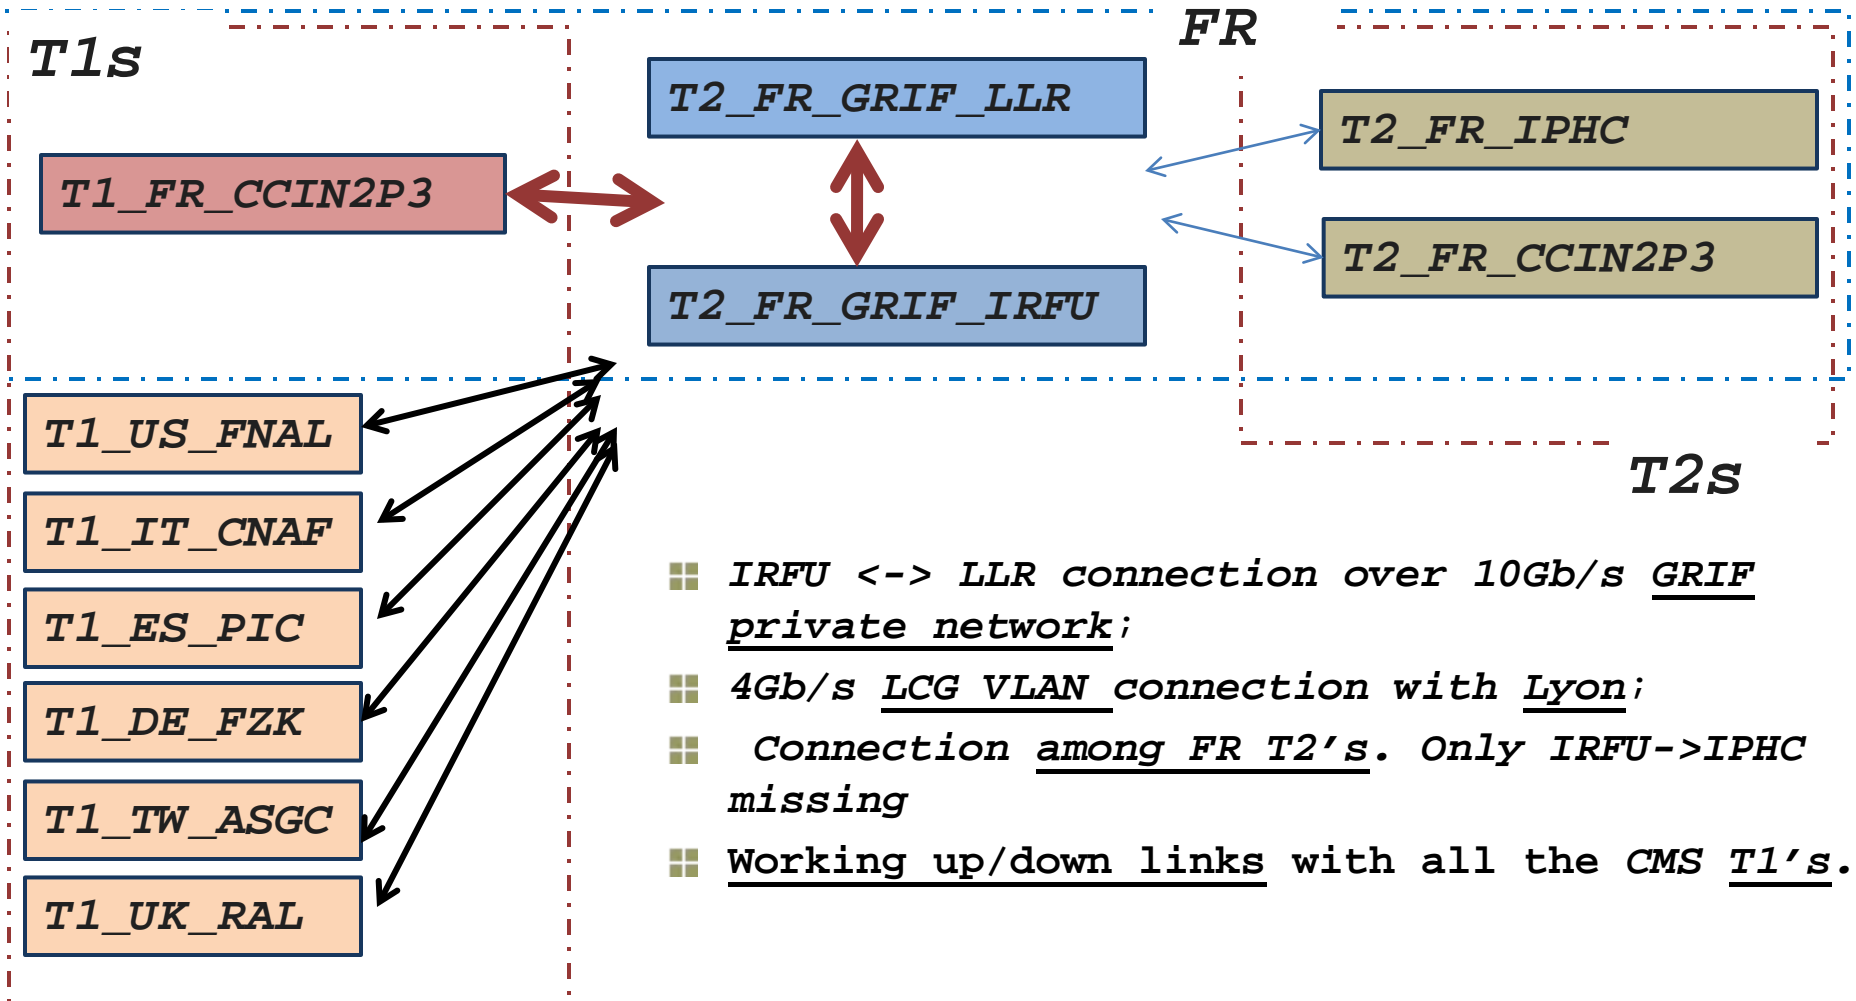 T1s
FR
T2_FR_GRIF_LLR
T2_FR_IPHC
T1_FR_CCIN2P3
T2_FR_CCIN2P3
T2_FR_GRIF_IRFU
T1_US_FNAL
T2s
T1_IT_CNAF
T1_ES_PIC
T1_DE_FZK
T1_TW_ASGC
T1_UK_RAL
IRFU <-> LLR connection over 10Gb/s GRIF
private network;
4Gb/s LCG VLAN connection with Lyon;
Connection among FR T2's. Only IRFU->IPHC
missing
Working up/down links with all the CMS T1's.